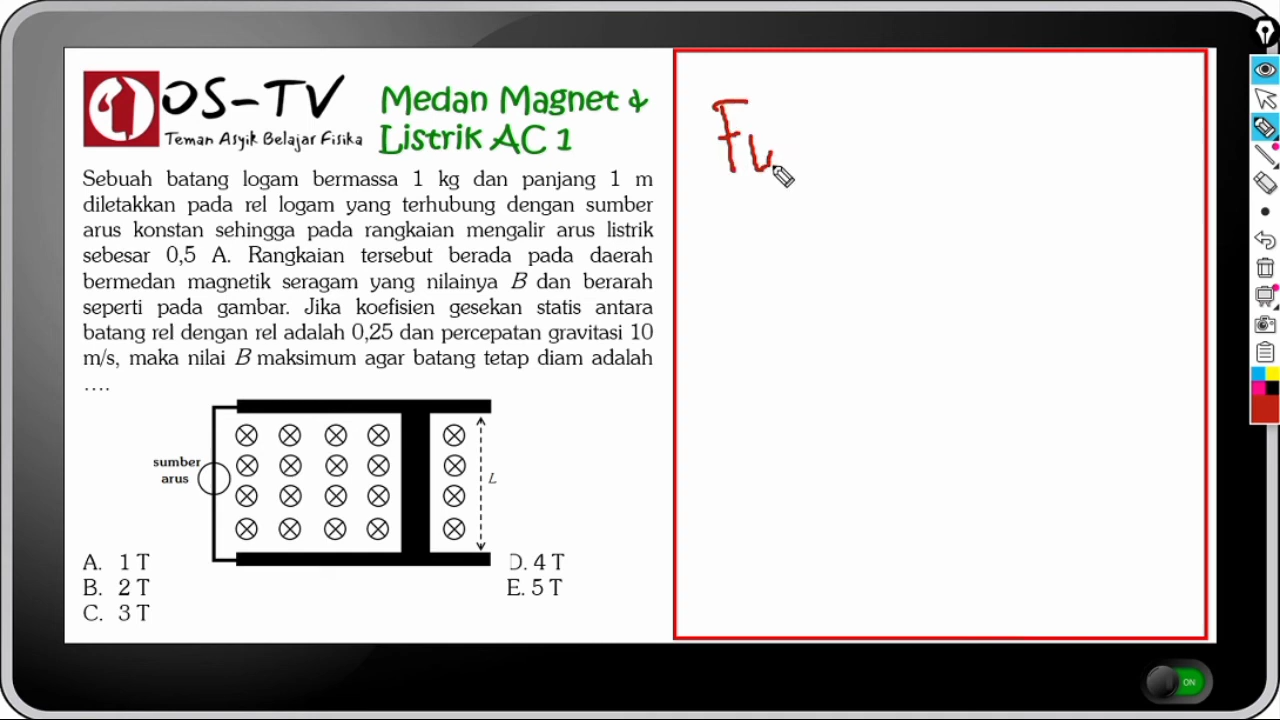 OS-TV
Teman Asyik Belajar Fisika
Medan Magnet &
Listrik AC 1
Sebuah batang logam bermassa 1 kg dan panjang 1 m
diletakkan pada rel logam yang terhubung dengan sumber
arus konstan sehingga pada rangkaian mengalir arus listrik
sebesar 0,5 A. Rangkaian tersebut berada pada daerah
bermedan magnetik seragam yang nilainya B dan berarah
seperti pada gambar. Jika koefisien gesekan statis antara
batang rel dengan rel adalah 0,25 dan percepatan gravitasi 10
m/s, maka nilai B maksimum agar batang tetap diam adalah
....
sumber
arus
L
A. 1 T
B. 2 T
C. 3 T
D. 4 T
E. 5 T
ON